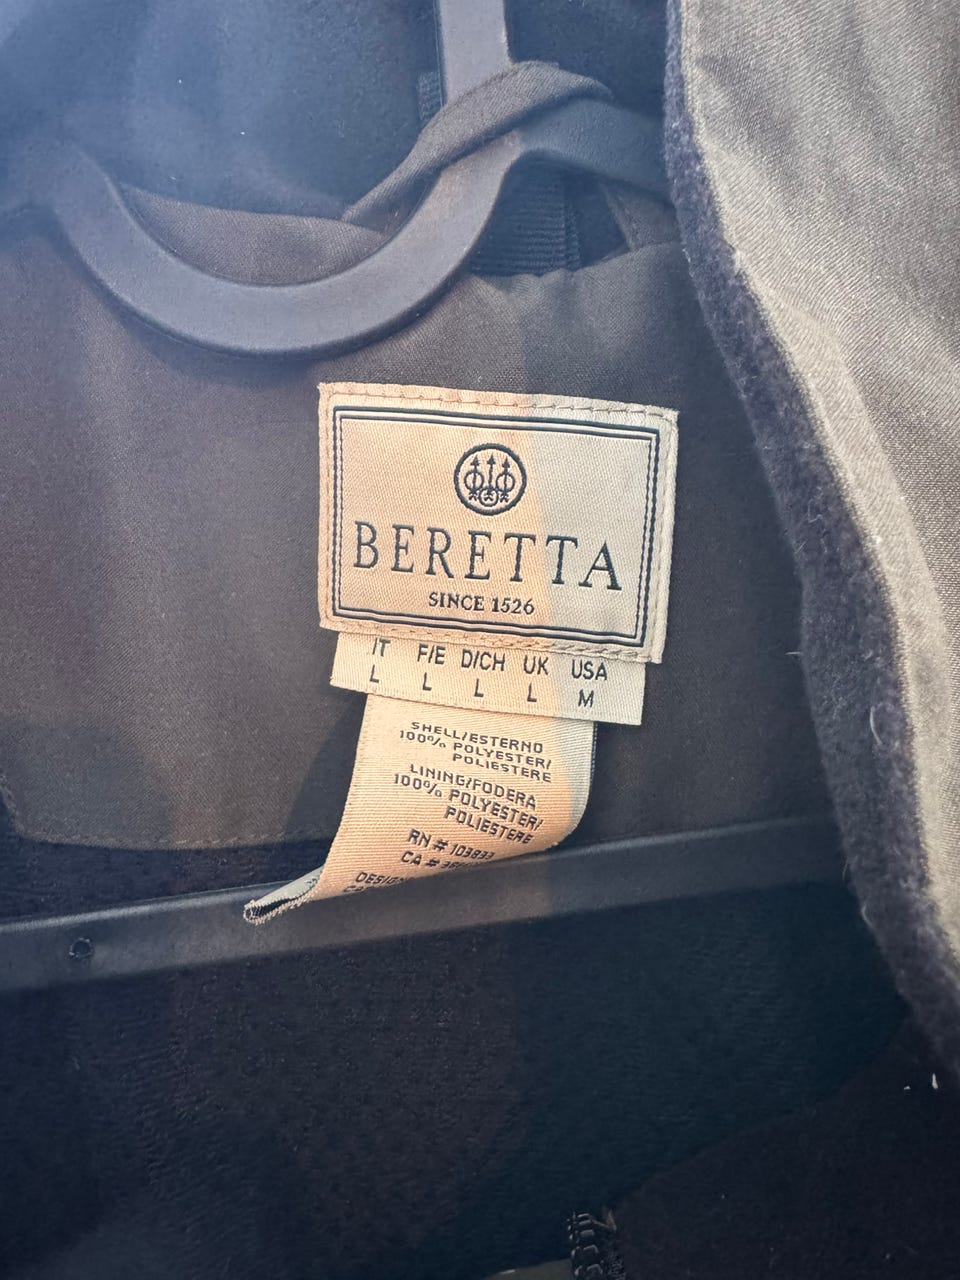 BERETTA
SINCE 1526
IT F/E D/CH UK USA
L L L L M
SHELL/ESTERNO
100% POLYESTER/
POLIESTERE
LINING/FODERA
100% POLYESTER/
POLIESTERE
RN # 103833
CA #